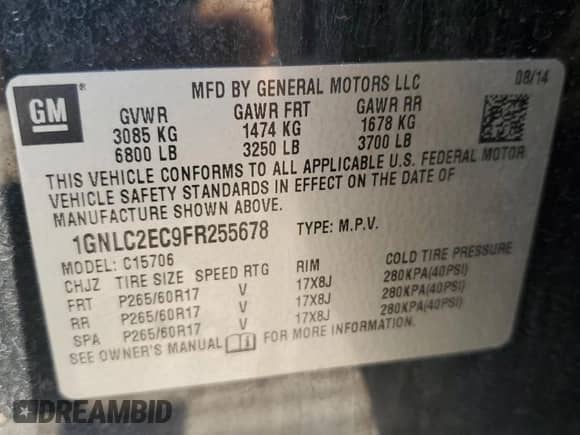 GM ®
MFD BY GENERAL MOTORS LLC 08/14
GVWR GAWR FRT GAWR RR
3085 KG 1474 KG 1678 KG
6800 LB 3250 LB 3700 LB
THIS VEHICLE CONFORMS TO ALL APPLICABLE U.S. FEDERAL MOTOR
VEHICLE SAFETY STANDARDS IN EFFECT ON THE DATE OF
MANUFACTURE SHOWN ABOVE.
1GNLC2EC9FR255678 TYPE: M.P.V.
MODEL: C15706
CHJZ TIRE SIZE SPEED RTG RIM COLD TIRE PRESSURE
FRT P265/60R17 V 17X8J 280KPA(40PSI)
RR P265/60R17 V 17X8J 280KPA(40PSI)
SPA P265/60R17 V 17X8J 280KPA(40PSI)
SEE OWNER'S MANUAL FOR MORE INFORMATION.
DREAMBID